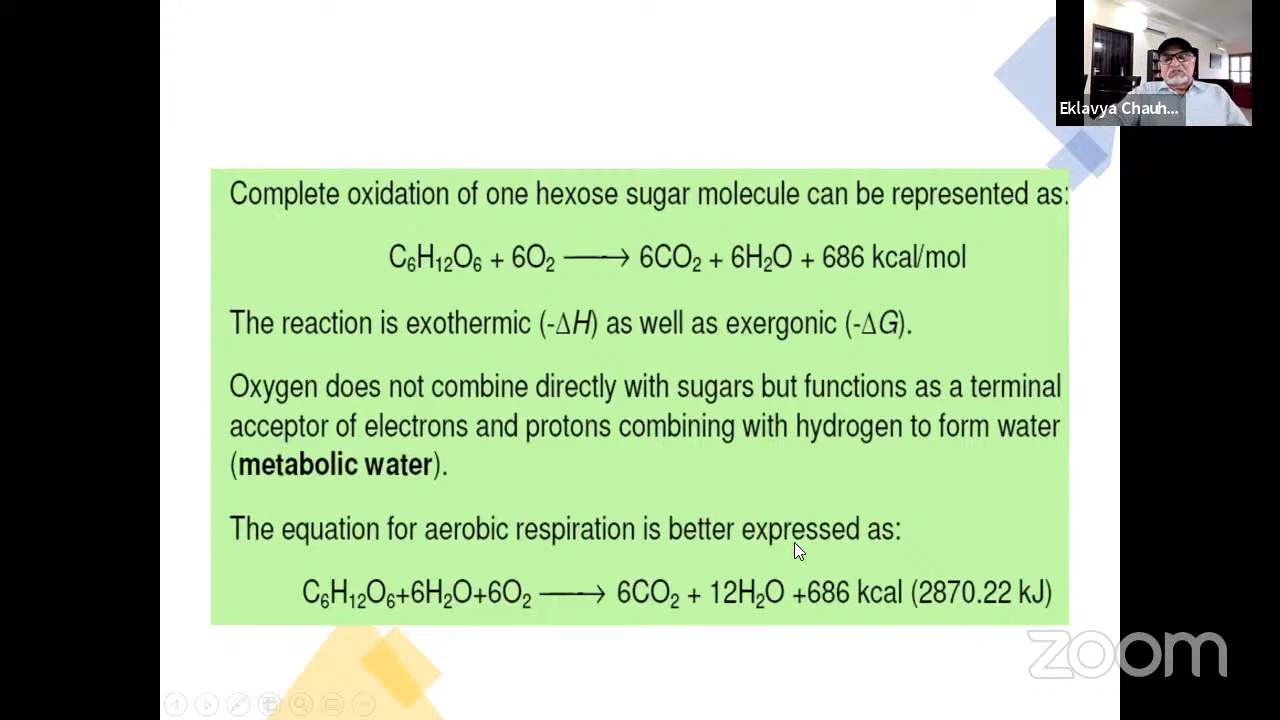 Eklavya Chauh...
Complete oxidation of one hexose sugar molecule can be represented as:
C₆H₁₂O₆ + 6O₂ ⟶ 6CO₂ + 6H₂O + 686 kcal/mol
The reaction is exothermic (-ΔH) as well as exergonic (-ΔG).
Oxygen does not combine directly with sugars but functions as a terminal
acceptor of electrons and protons combining with hydrogen to form water
(metabolic water).
The equation for aerobic respiration is better expressed as:
C₆H₁₂O₆+6H₂O+6O₂ ⟶ 6CO₂ + 12H₂O +686 kcal (2870.22 kJ)
zoom